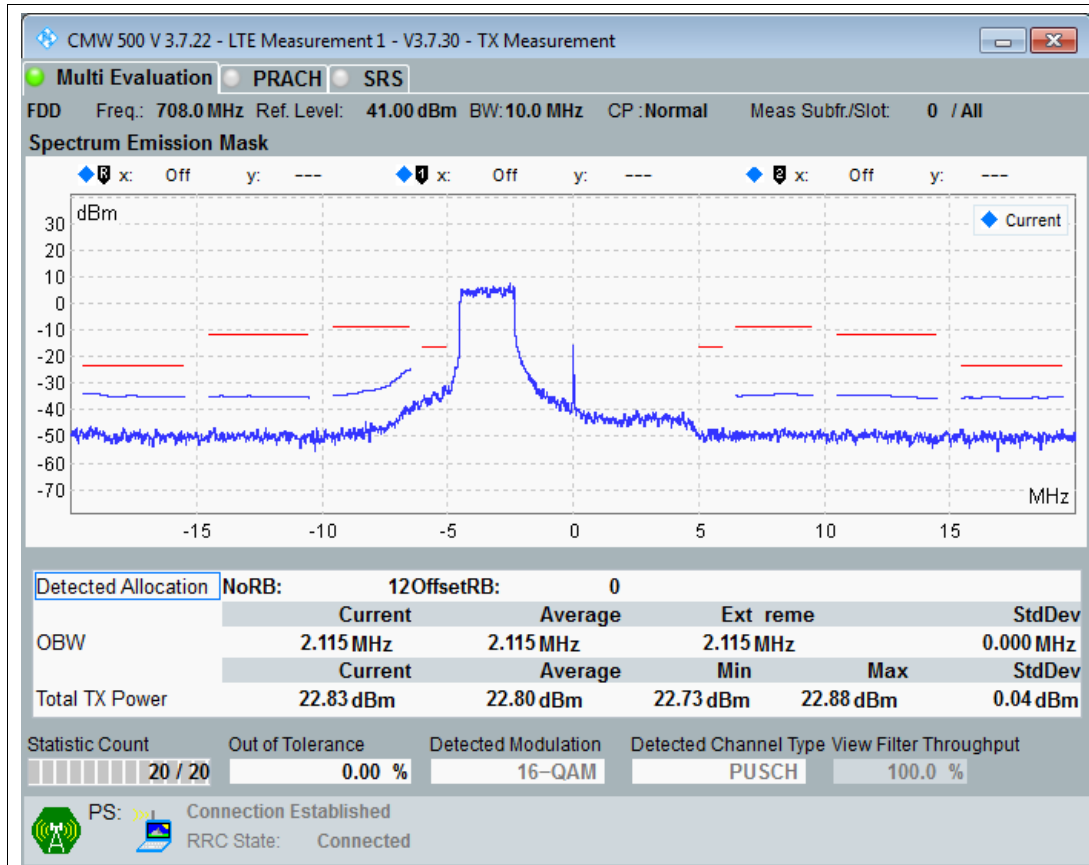 CMW 500 V 3.7.22 - LTE Measurement 1 - V3.7.30 - TX Measurement
Multi Evaluation PRACH SRS
FDD Freq.: 708.0 MHz Ref. Level: 41.00 dBm BW: 10.0 MHz CP : Normal Meas Subfr./Slot: 0 / All
Spectrum Emission Mask
R x: Off y: --- 1 x: Off y: --- 2 x: Off y: ---
dBm
Current
30
20
10
0
-10
-20
-30
-40
-50
-60
-70
MHz
-15 -10 -5 0 5 10 15
Detected Allocation NoRB: 12 OffsetRB: 0
Current Average Ext reme StdDev
OBW 2.115 MHz 2.115 MHz 2.115 MHz 0.000 MHz
Current Average Min Max StdDev
Total TX Power 22.83 dBm 22.80 dBm 22.73 dBm 22.88 dBm 0.04 dBm
Statistic Count Out of Tolerance Detected Modulation Detected Channel Type View Filter Throughput
20 / 20 0.00 % 16-QAM PUSCH 100.0 %
PS: Connection Established
RRC State: Connected